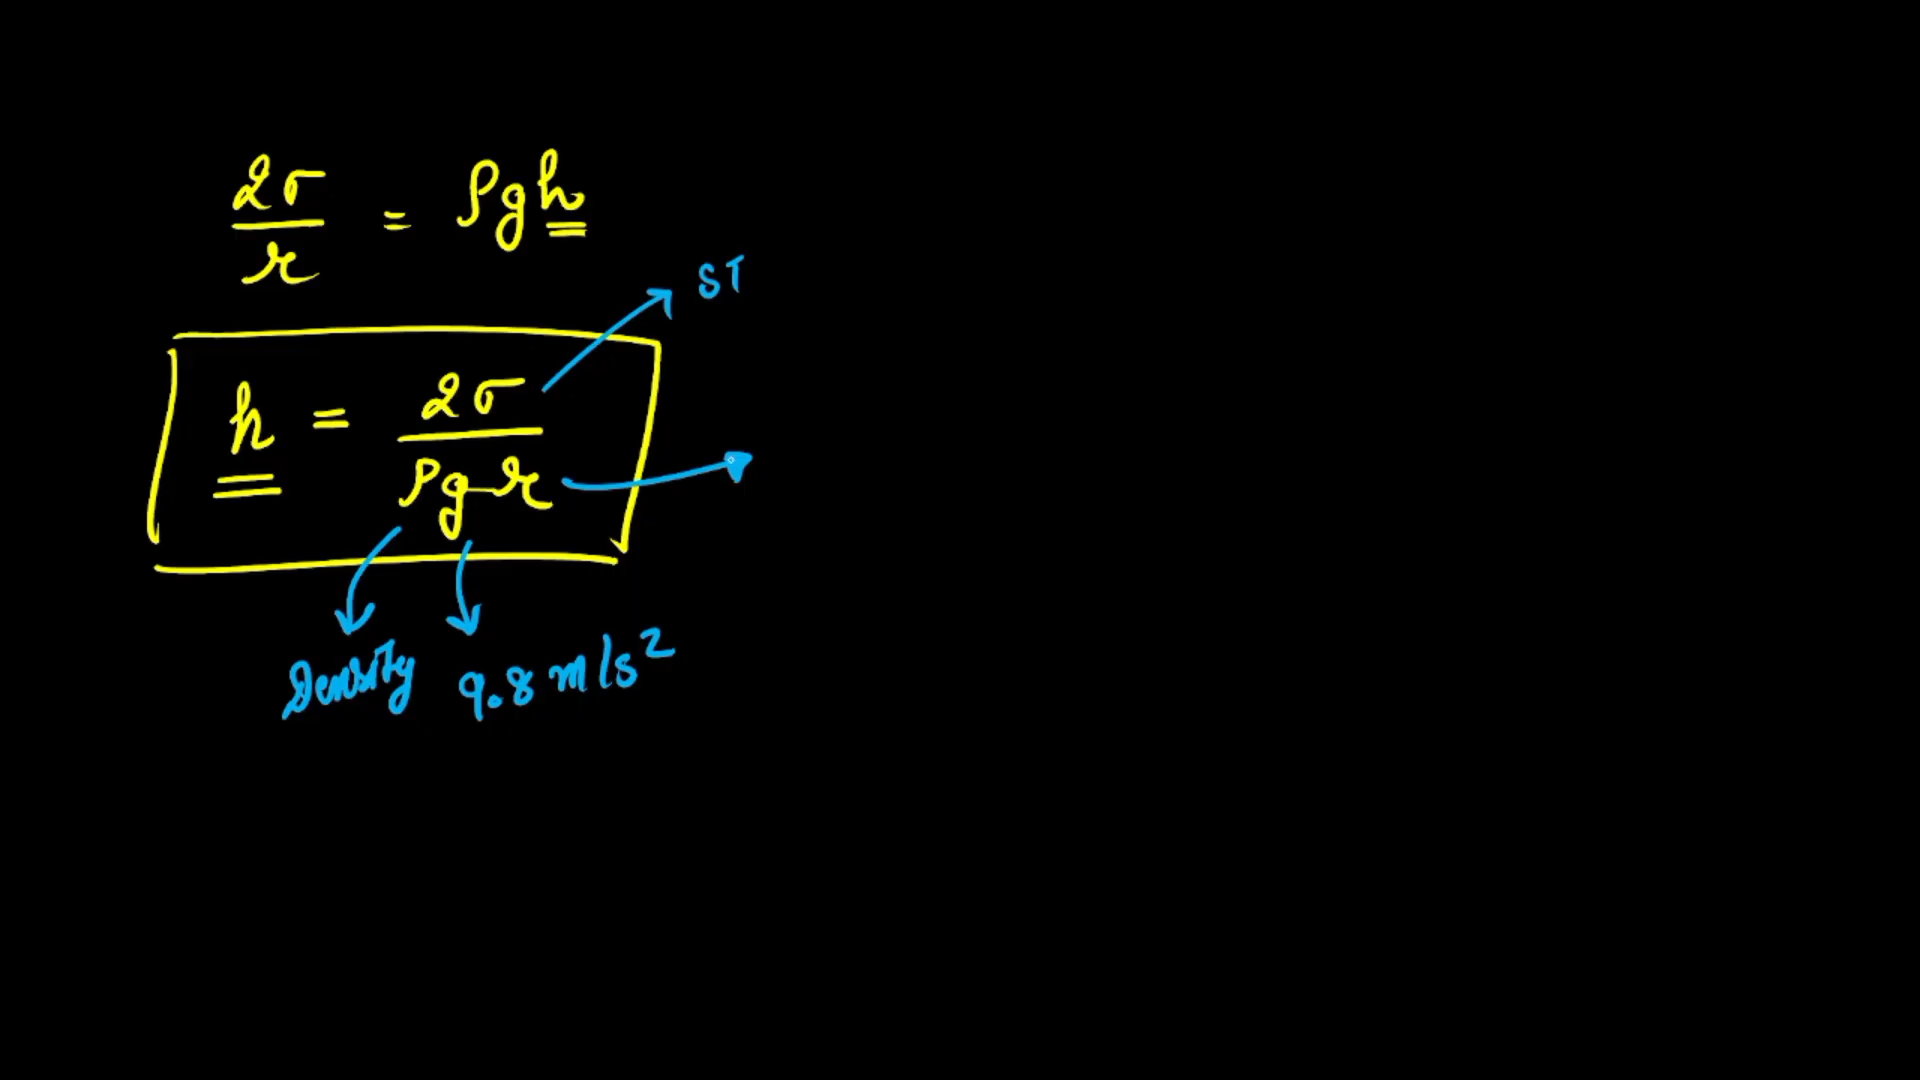 2σ/r = ρgh
ST
h = 2σ/ρgr
Density 9.8 m/s²